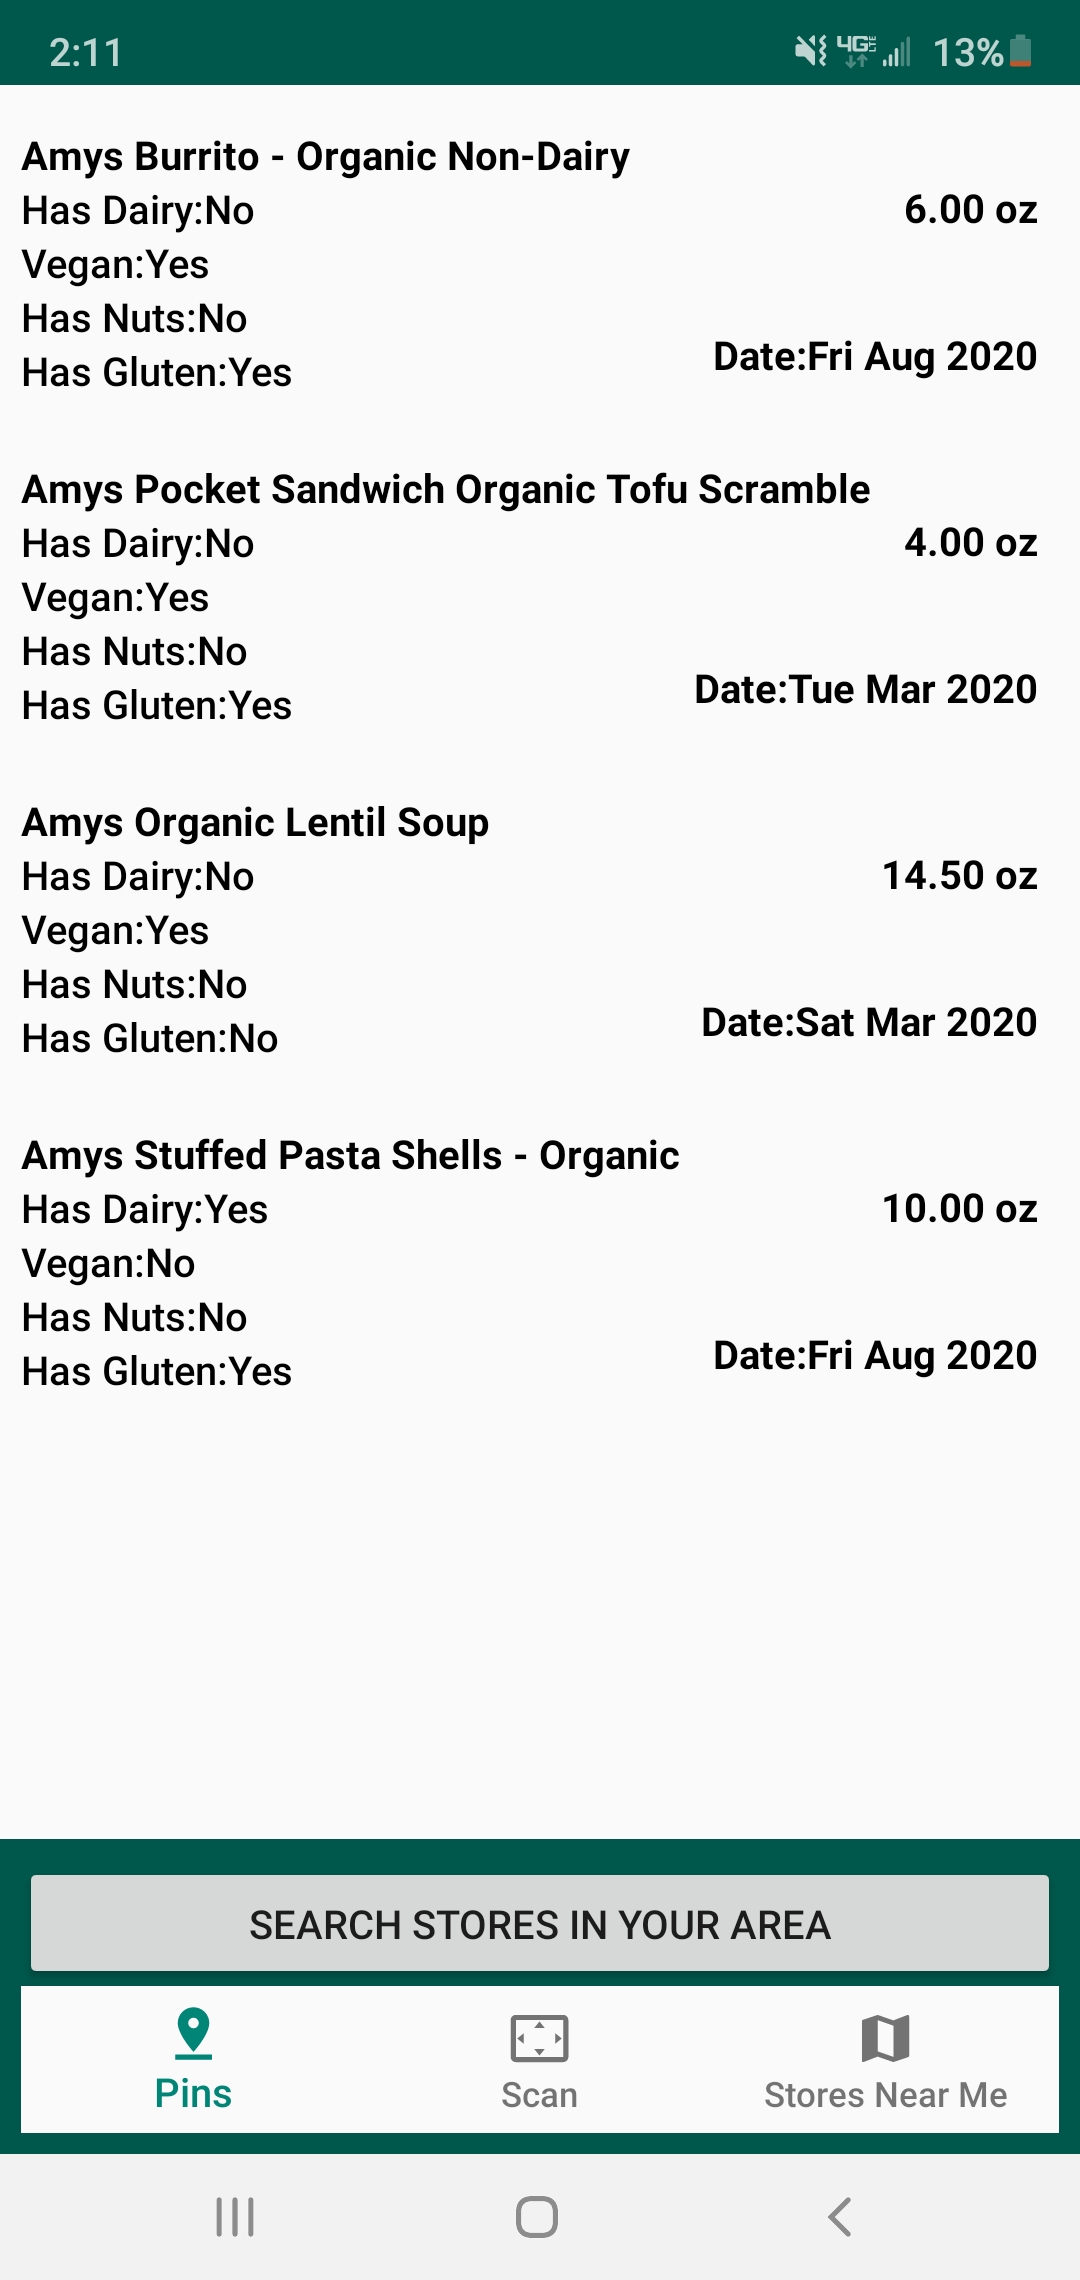 2:11 4G LTE 13%
Amys Burrito - Organic Non-Dairy
Has Dairy:No 6.00 oz
Vegan:Yes
Has Nuts:No
Has Gluten:Yes Date:Fri Aug 2020
Amys Pocket Sandwich Organic Tofu Scramble
Has Dairy:No 4.00 oz
Vegan:Yes
Has Nuts:No
Has Gluten:Yes Date:Tue Mar 2020
Amys Organic Lentil Soup
Has Dairy:No 14.50 oz
Vegan:Yes
Has Nuts:No
Has Gluten:No Date:Sat Mar 2020
Amys Stuffed Pasta Shells - Organic
Has Dairy:Yes 10.00 oz
Vegan:No
Has Nuts:No
Has Gluten:Yes Date:Fri Aug 2020
SEARCH STORES IN YOUR AREA
Pins Scan Stores Near Me